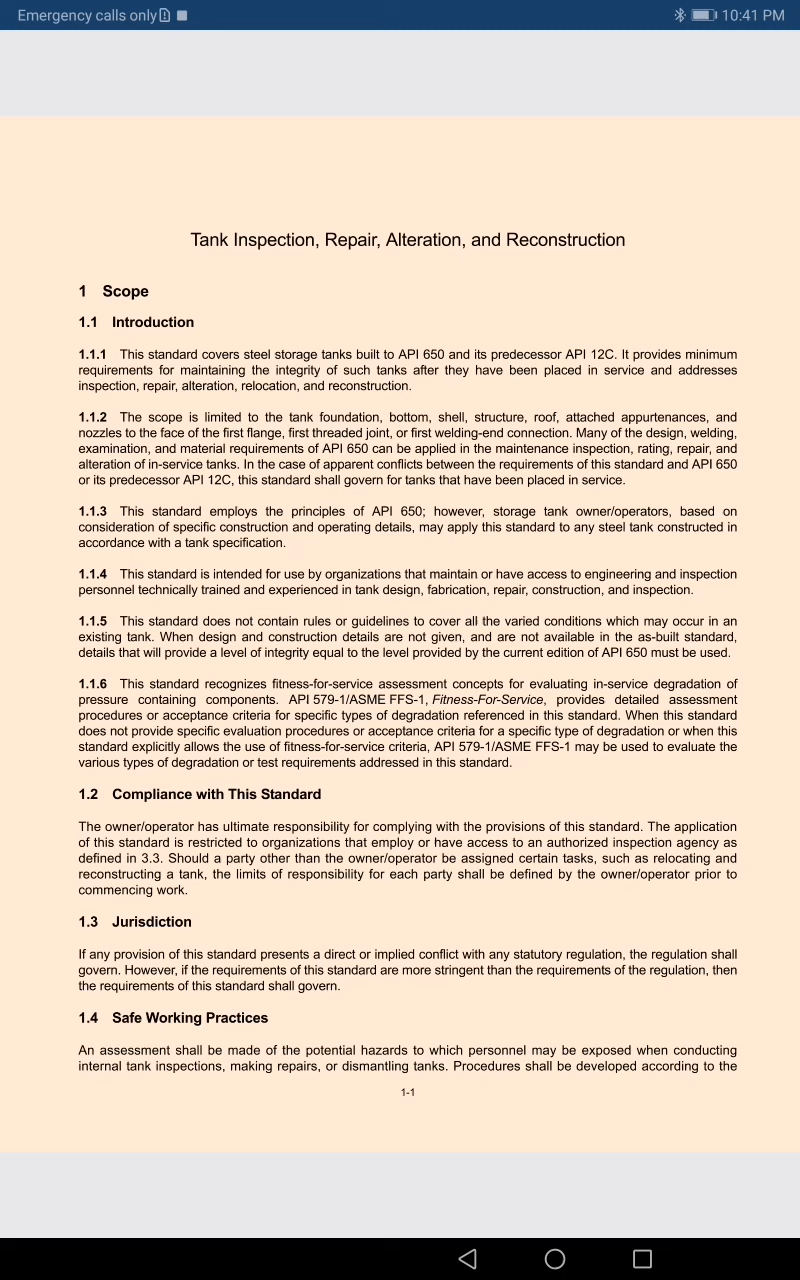 Emergency calls only
10:41 PM
Tank Inspection, Repair, Alteration, and Reconstruction
1 Scope
1.1 Introduction
1.1.1 This standard covers steel storage tanks built to API 650 and its predecessor API 12C. It provides minimum
requirements for maintaining the integrity of such tanks after they have been placed in service and addresses
inspection, repair, alteration, relocation, and reconstruction.
1.1.2 The scope is limited to the tank foundation, bottom, shell, structure, roof, attached appurtenances, and
nozzles to the face of the first flange, first threaded joint, or first welding-end connection. Many of the design, welding,
examination, and material requirements of API 650 can be applied in the maintenance inspection, rating, repair, and
alteration of in-service tanks. In the case of apparent conflicts between the requirements of this standard and API 650
or its predecessor API 12C, this standard shall govern for tanks that have been placed in service.
1.1.3 This standard employs the principles of API 650; however, storage tank owner/operators, based on
consideration of specific construction and operating details, may apply this standard to any steel tank constructed in
accordance with a tank specification.
1.1.4 This standard is intended for use by organizations that maintain or have access to engineering and inspection
personnel technically trained and experienced in tank design, fabrication, repair, construction, and inspection.
1.1.5 This standard does not contain rules or guidelines to cover all the varied conditions which may occur in an
existing tank. When design and construction details are not given, and are not available in the as-built standard,
details that will provide a level of integrity equal to the level provided by the current edition of API 650 must be used.
1.1.6 This standard recognizes fitness-for-service assessment concepts for evaluating in-service degradation of
pressure containing components. API 579-1/ASME FFS-1, Fitness-For-Service, provides detailed assessment
procedures or acceptance criteria for specific types of degradation referenced in this standard. When this standard
does not provide specific evaluation procedures or acceptance criteria for a specific type of degradation or when this
standard explicitly allows the use of fitness-for-service criteria, API 579-1/ASME FFS-1 may be used to evaluate the
various types of degradation or test requirements addressed in this standard.
1.2 Compliance with This Standard
The owner/operator has ultimate responsibility for complying with the provisions of this standard. The application
of this standard is restricted to organizations that employ or have access to an authorized inspection agency as
defined in 3.3. Should a party other than the owner/operator be assigned certain tasks, such as relocating and
reconstructing a tank, the limits of responsibility for each party shall be defined by the owner/operator prior to
commencing work.
1.3 Jurisdiction
If any provision of this standard presents a direct or implied conflict with any statutory regulation, the regulation shall
govern. However, if the requirements of this standard are more stringent than the requirements of the regulation, then
the requirements of this standard shall govern.
1.4 Safe Working Practices
An assessment shall be made of the potential hazards to which personnel may be exposed when conducting
internal tank inspections, making repairs, or dismantling tanks. Procedures shall be developed according to the
1-1